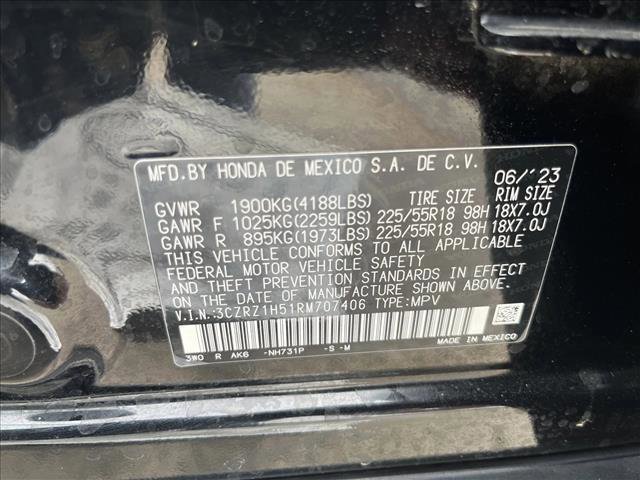 MFD.BY HONDA DE MEXICO S.A. DE C.V. 06/'23
GVWR 1900KG(4188LBS) TIRE SIZE RIM SIZE
GAWR F 1025KG(2259LBS) 225/55R18 98H 18X7.0J
GAWR R 895KG(1973LBS) 225/55R18 98H 18X7.0J
THIS VEHICLE CONFORMS TO ALL APPLICABLE
FEDERAL MOTOR VEHICLE SAFETY
AND THEFT PREVENTION STANDARDS IN EFFECT
ON THE DATE OF MANUFACTURE SHOWN ABOVE.
V.I.N.:3CZRZ1H51RM707406 TYPE:MPV
3WO R AK6 -NH731P -S -M
MADE IN MEXICO